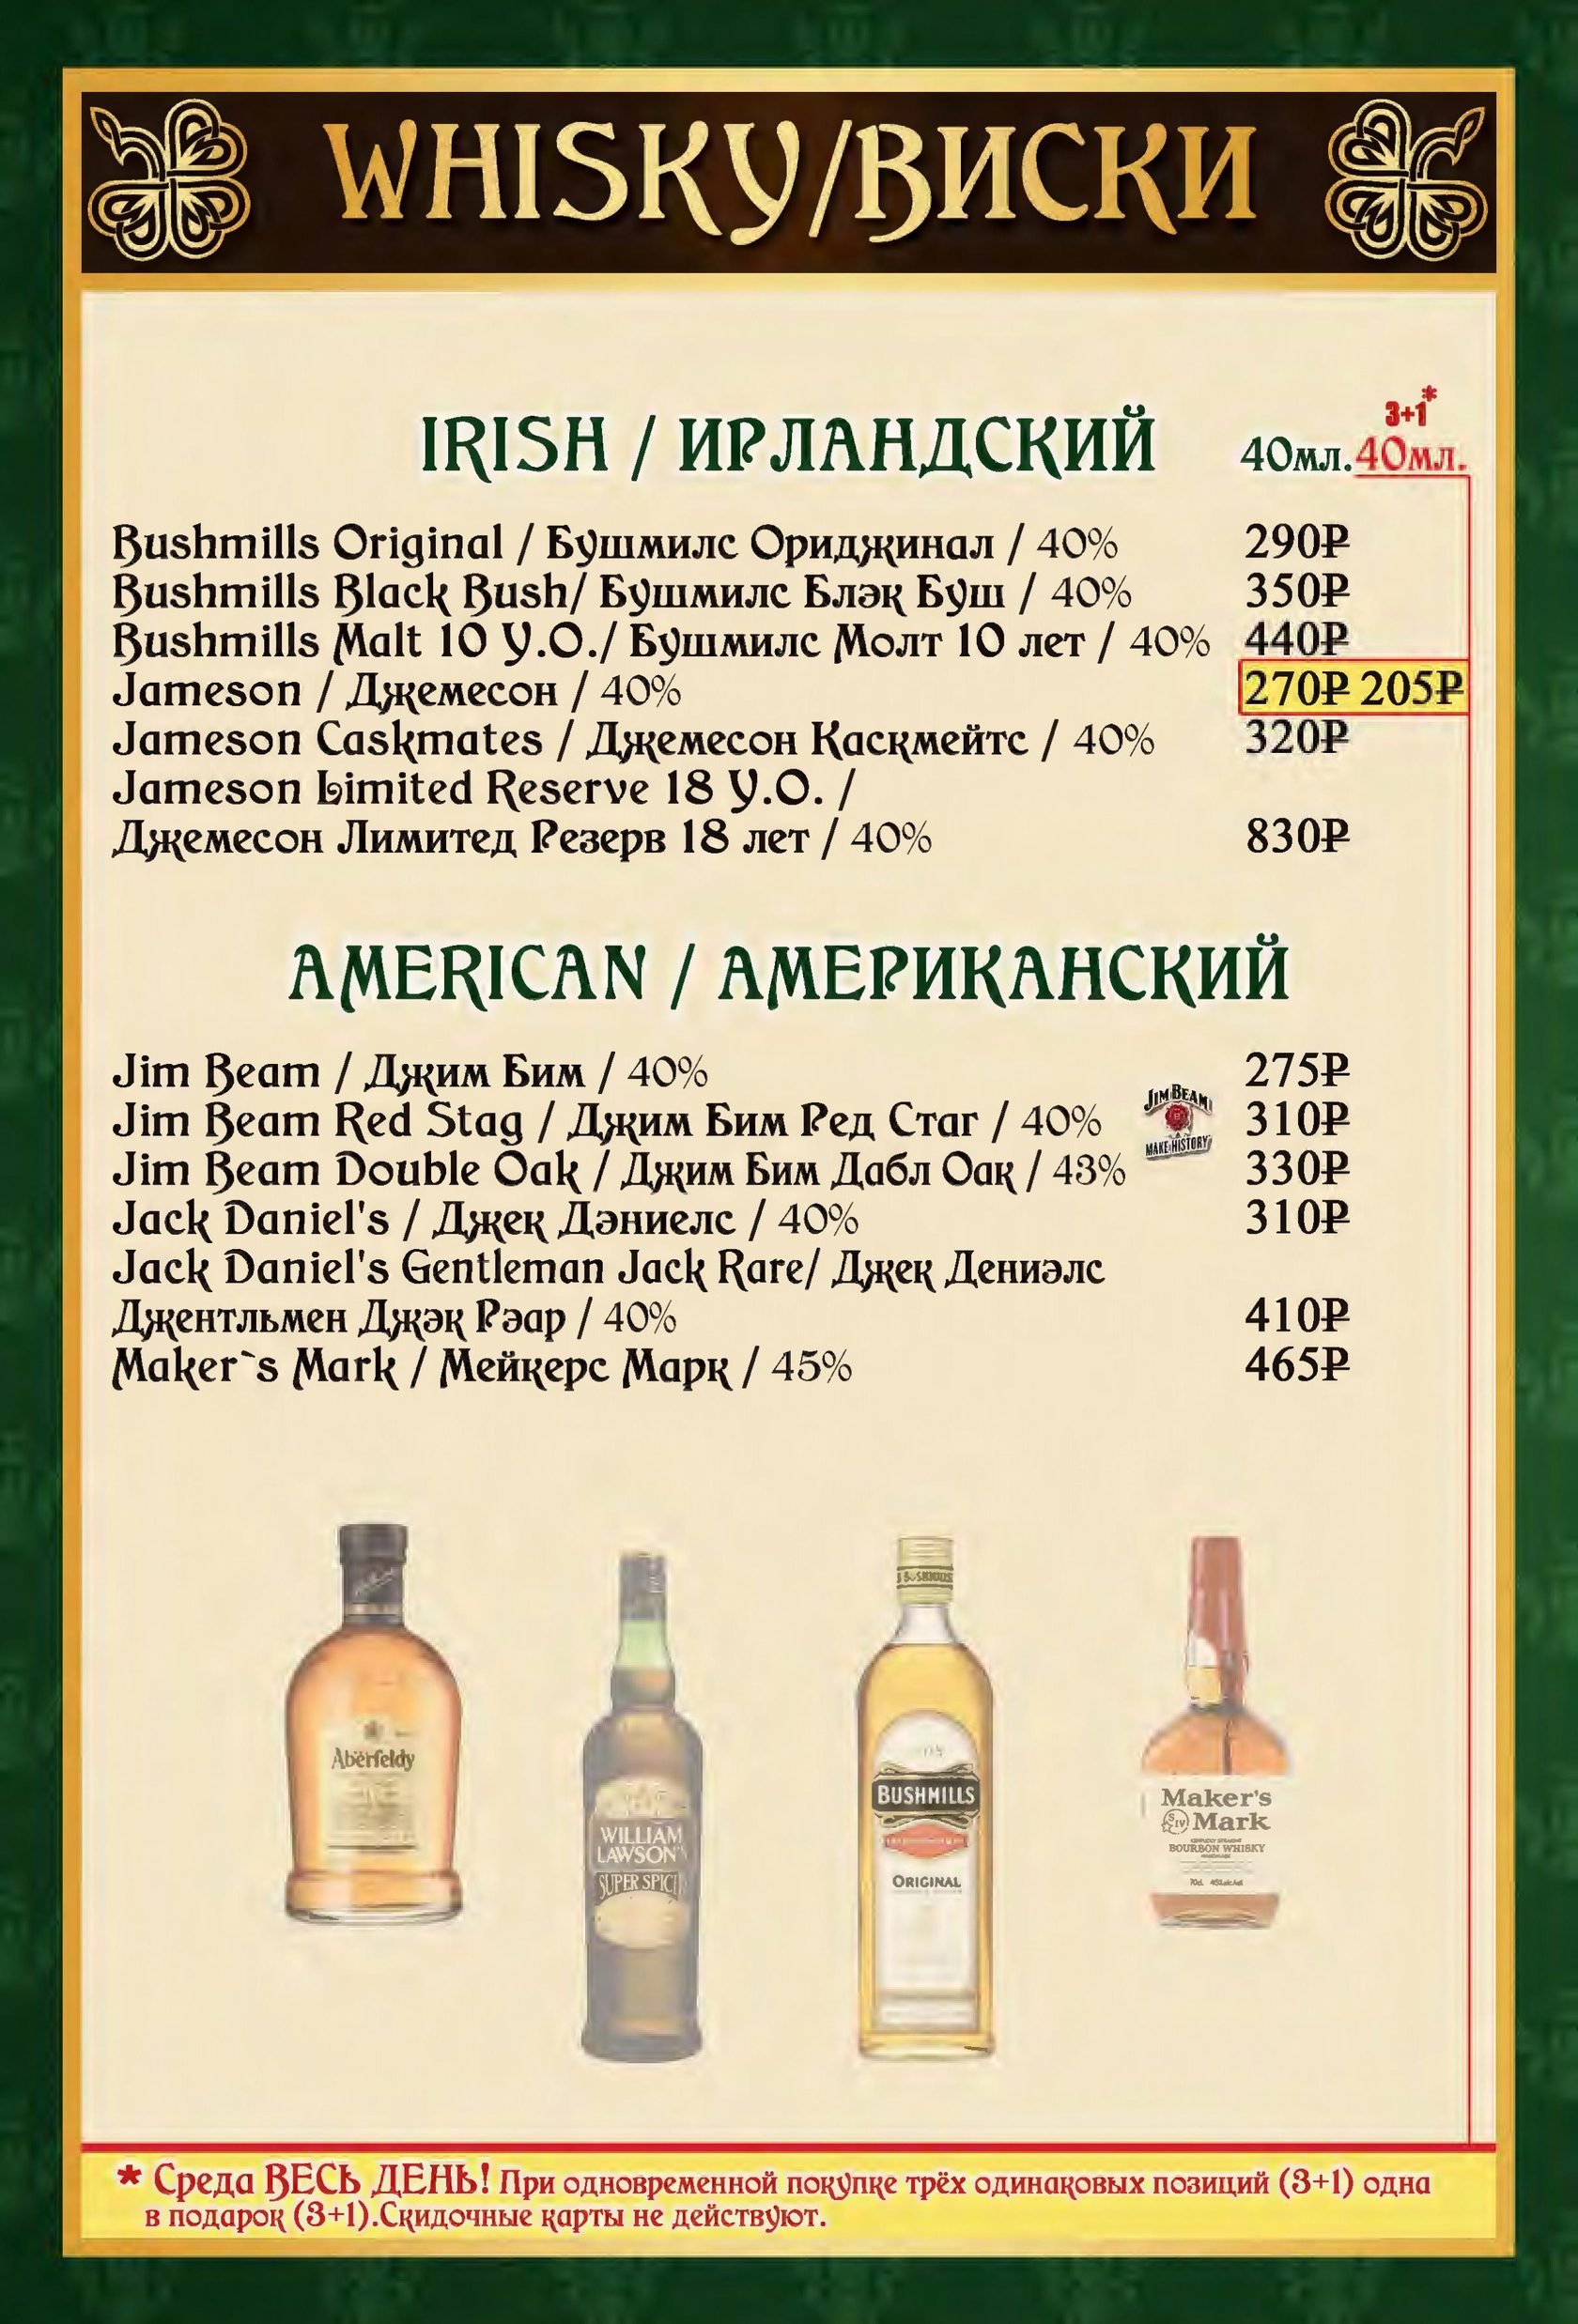 WHISKY/ВИСКИ
3+1*
IRISH / ИРЛАНДСКИЙ 40мл. 40мл.
Bushmills Original / Бушмилс Ориджинал / 40% 290₽
Bushmills Black Bush/ Бушмилс Блэк Буш / 40% 350₽
Bushmills Malt 10 Y.O./ Бушмилс Молт 10 лет / 40% 440₽
Jameson / Джемесон / 40% 270₽ 205₽
Jameson Caskmates / Джемесон Каскмейтс / 40% 320₽
Jameson Limited Reserve 18 Y.O. /
Джемесон Лимитед Резерв 18 лет / 40% 830₽
AMERICAN / АМЕРИКАНСКИЙ
Jim Beam / Джим Бим / 40% 275₽
Jim Beam Red Stag / Джим Бим Ред Стаг / 40% 310₽
JIM BEAM
MAKE HISTORY
Jim Beam Double Oak / Джим Бим Дабл Оак / 43% 330₽
Jack Daniel's / Джек Дэниелс / 40% 310₽
Jack Daniel's Gentleman Jack Rare/ Джек Дениэлс
Джентльмен Джэк Рэар / 40% 410₽
Maker`s Mark / Мейкерс Марк / 45% 465₽
Aberfeldy
WILLIAM
LAWSON'S
SUPER SPICED
BUSHMILLS
BUSHMILLS
ORIGINAL
Maker's
SIV Mark
BOURBON WHISKY
* Среда ВЕСЬ ДЕНЬ! При одновременной покупке трёх одинаковых позиций (3+1) одна
в подарок (3+1).Скидочные карты не действуют.